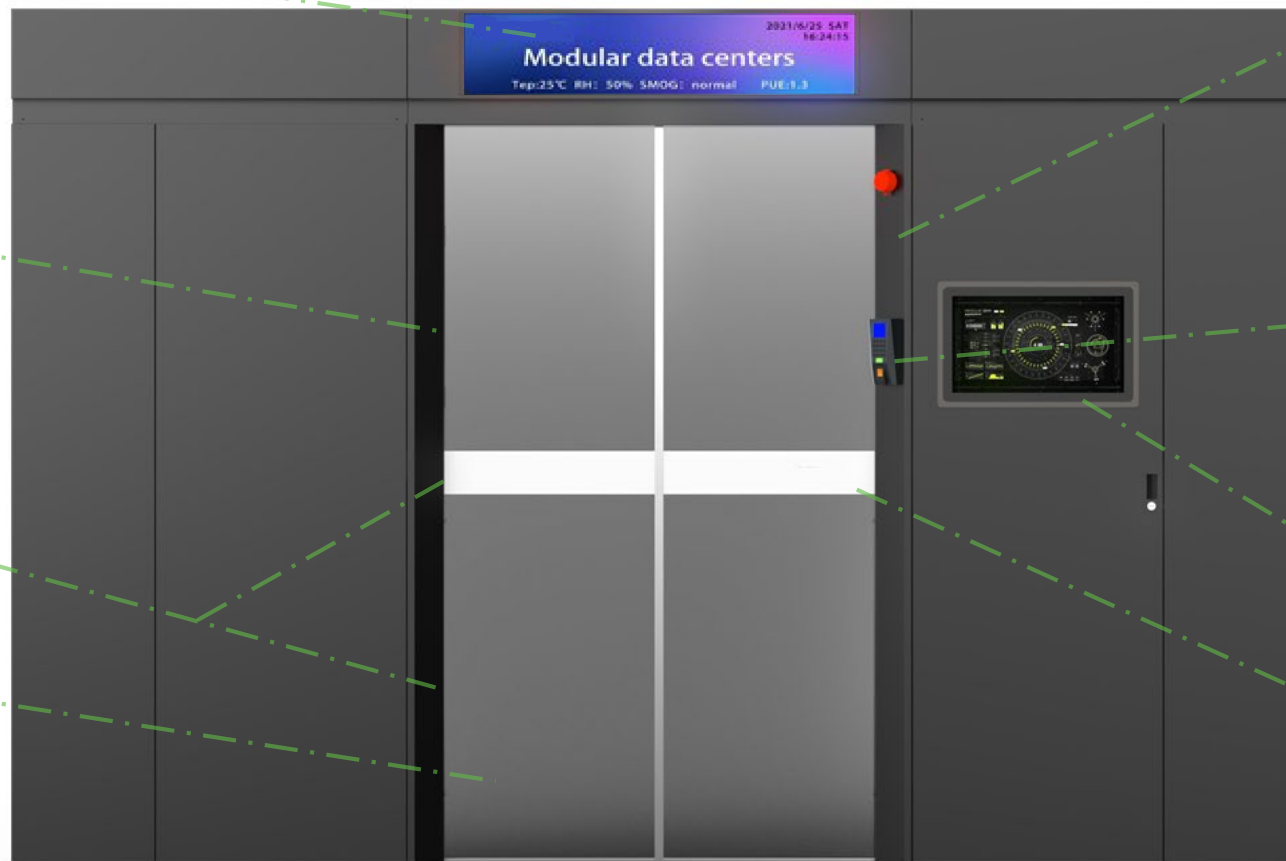 2021/6/25 SAT
16:24:15
Modular data centers
Tep:25℃ RH: 50% SMOG: normal PUE:1.3